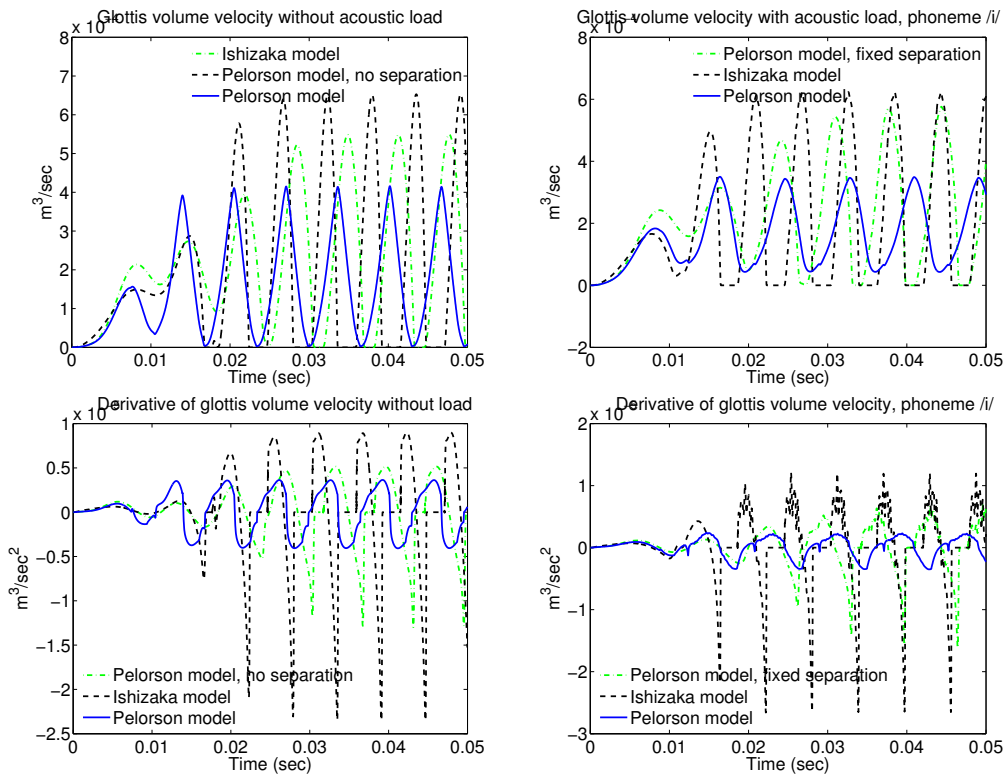 Glottis volume velocity without acoustic load
8
7
6
5
4
3
2
1
0
m³/sec
Ishizaka model
Pelorson model, no separation
Pelorson model
0 0.01 0.02 0.03 0.04 0.05
Time (sec)
Glottis volume velocity with acoustic load, phoneme /i/
8
6
4
2
0
−2
m³/sec
Pelorson model, fixed separation
Ishizaka model
Pelorson model
0 0.01 0.02 0.03 0.04 0.05
Time (sec)
Derivative of glottis volume velocity without load
1
0.5
0
−0.5
−1
−1.5
−2
−2.5
m³/sec²
Pelorson model, no separation
Ishizaka model
Pelorson model
0 0.01 0.02 0.03 0.04 0.05
Time (sec)
Derivative of glottis volume velocity, phoneme /i/
2
1
0
−1
−2
−3
m³/sec²
Pelorson model, fixed separation
Ishizaka model
Pelorson model
0 0.01 0.02 0.03 0.04 0.05
Time (sec)